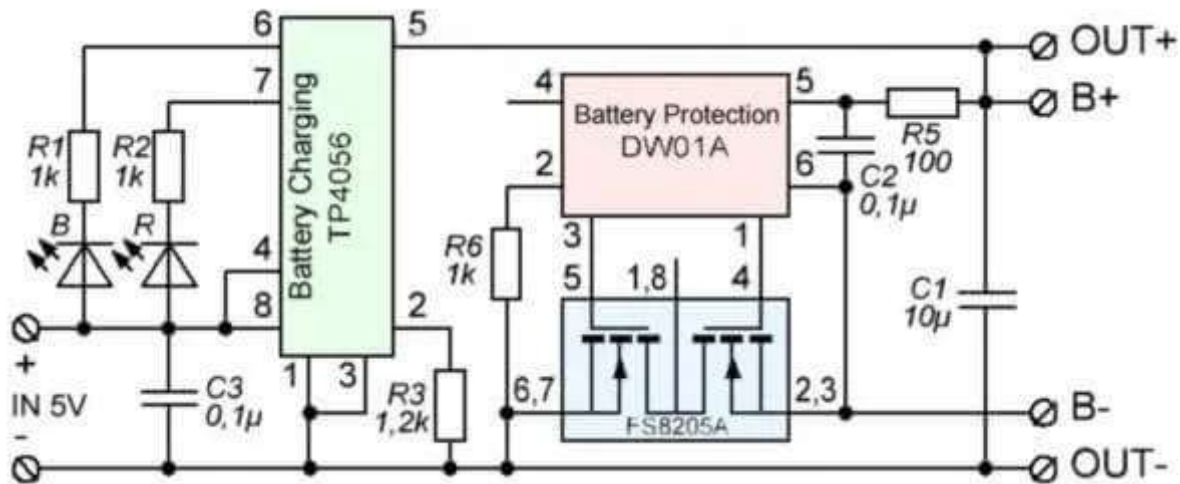 6
5
OUT+
7
4
Battery Protection
DW01A
5
B+
R1
1k
R2
1k
Battery Charging
TP4056
2
6
R5
100
C2
0,1µ
B
R
4
R6
1k
3
1
5
1,8
4
C1
10µ
8
2
+
IN 5V
-
C3
0,1µ
1
3
R3
1,2k
6,7
2,3
FS8205A
B-
OUT-